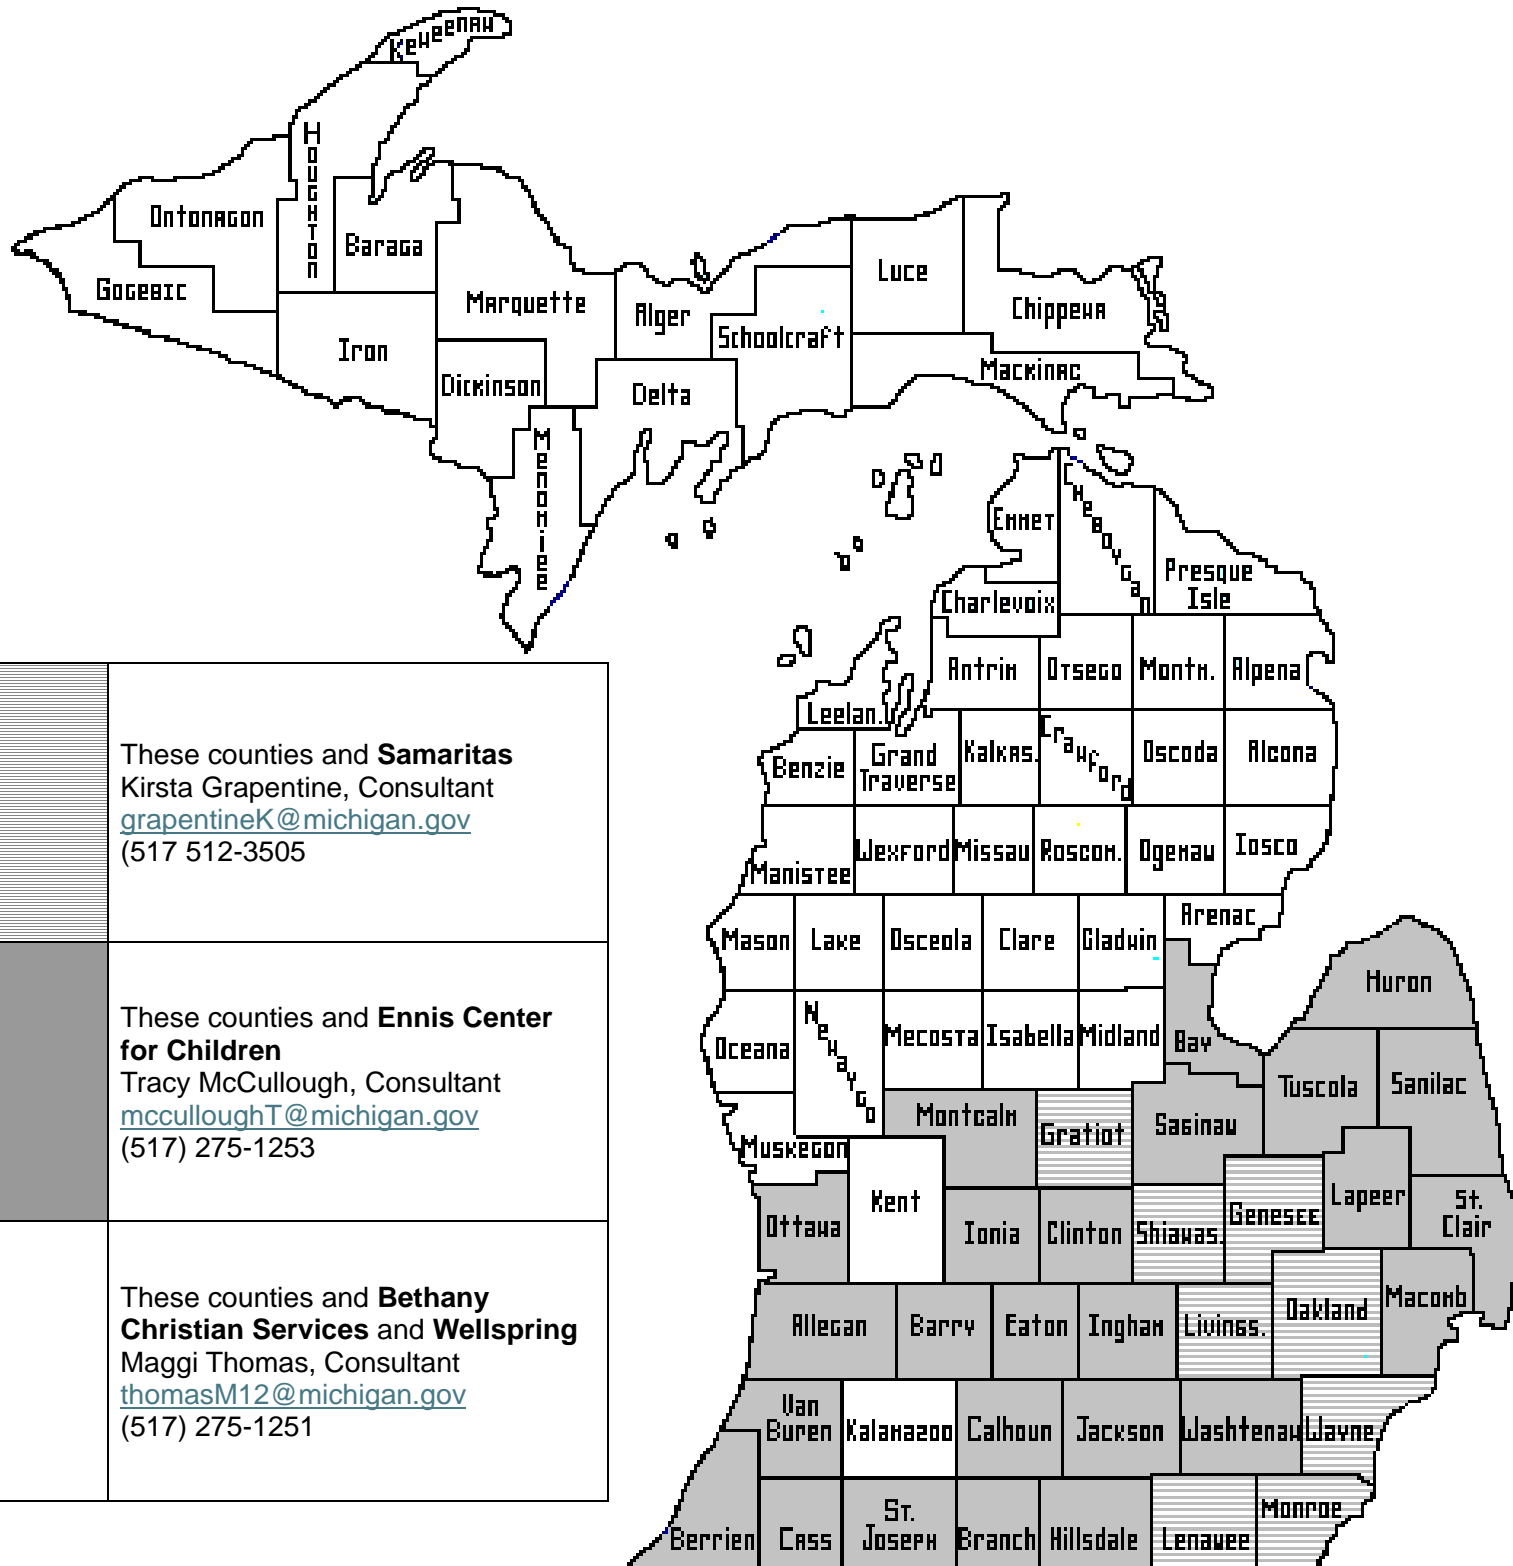 Keweenaw
Houghton
Ontonagon
Baraga
Gogebic
Marquette
Alger
Luce
Chippewa
Iron
Schoolcraft
Dickinson
Delta
Mackinac
Menomiee
Emmet
Cheboygan
Presque
Isle
Charlevoix
Antrim
Otsego
Montm.
Alpena
Leelan.
Benzie
Grand
Traverse
Kalkas.
Crawford
Oscoda
Alcona
Manistee
Wexford
Missau
Roscom.
Ogemaw
Iosco
Arenac
Mason
Lake
Osceola
Clare
Gladwin
Huron
Oceana
Newaygo
Mecosta
Isabella
Midland
Bay
Tuscola
Sanilac
Muskegon
Montcalm
Gratiot
Saginaw
Ottawa
Kent
Ionia
Clinton
Shiawas.
Genesee
Lapeer
St.
Clair
Allegan
Barry
Eaton
Ingham
Livings.
Oakland
Macomb
Van
Buren
Kalamazoo
Calhoun
Jackson
Washtenaw
Wayne
Berrien
Cass
St.
Joseph
Branch
Hillsdale
Lenawee
Monroe
These counties and Samaritas
Kirsta Grapentine, Consultant
grapentineK@michigan.gov
(517 512-3505
These counties and Ennis Center
for Children
Tracy McCullough, Consultant
mcculloughT@michigan.gov
(517) 275-1253
These counties and Bethany
Christian Services and Wellspring
Maggi Thomas, Consultant
thomasM12@michigan.gov
(517) 275-1251